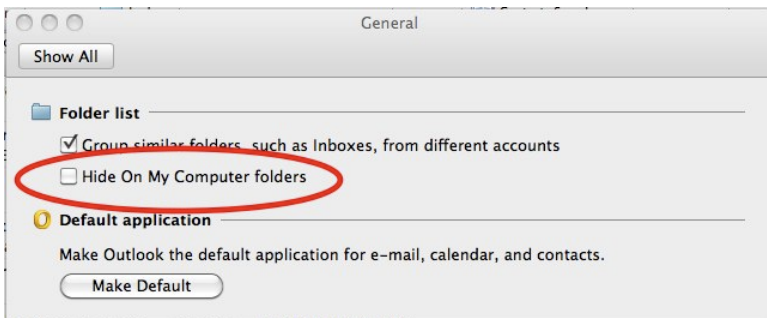 General
Show All
Folder list
Group similar folders, such as Inboxes, from different accounts
Hide On My Computer folders
Default application
Make Outlook the default application for e-mail, calendar, and contacts.
Make Default